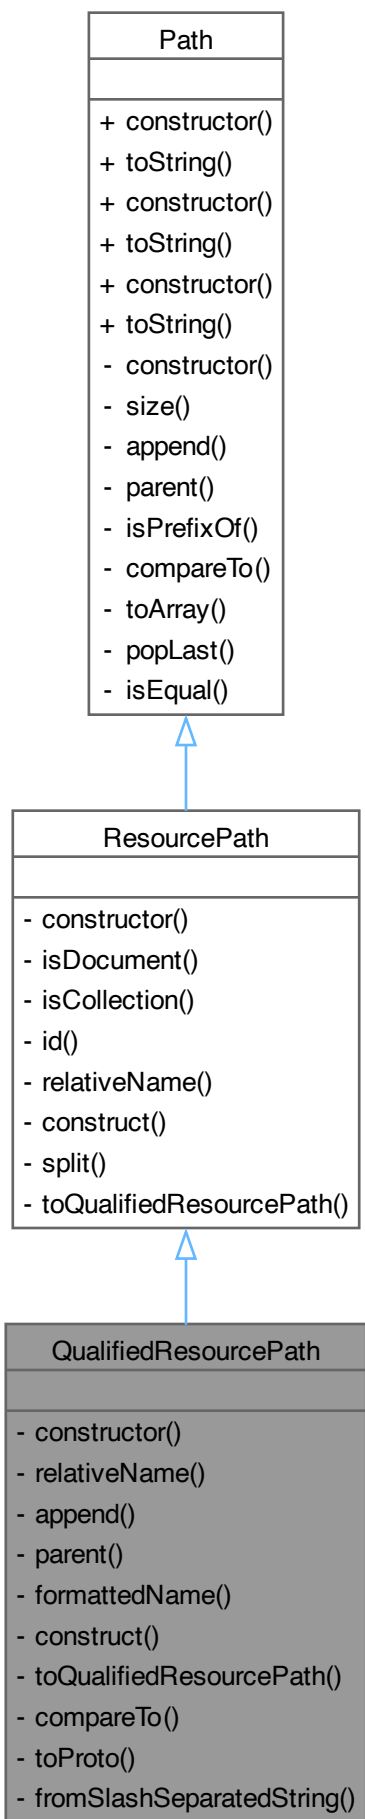 Path
+ constructor()
+ toString()
+ constructor()
+ toString()
+ constructor()
+ toString()
- constructor()
- size()
- append()
- parent()
- isPrefixOf()
- compareTo()
- toArray()
- popLast()
- isEqual()
ResourcePath
- constructor()
- isDocument()
- isCollection()
- id()
- relativeName()
- construct()
- split()
- toQualifiedResourcePath()
QualifiedResourcePath
- constructor()
- relativeName()
- append()
- parent()
- formattedName()
- construct()
- toQualifiedResourcePath()
- compareTo()
- toProto()
- fromSlashSeparatedString()